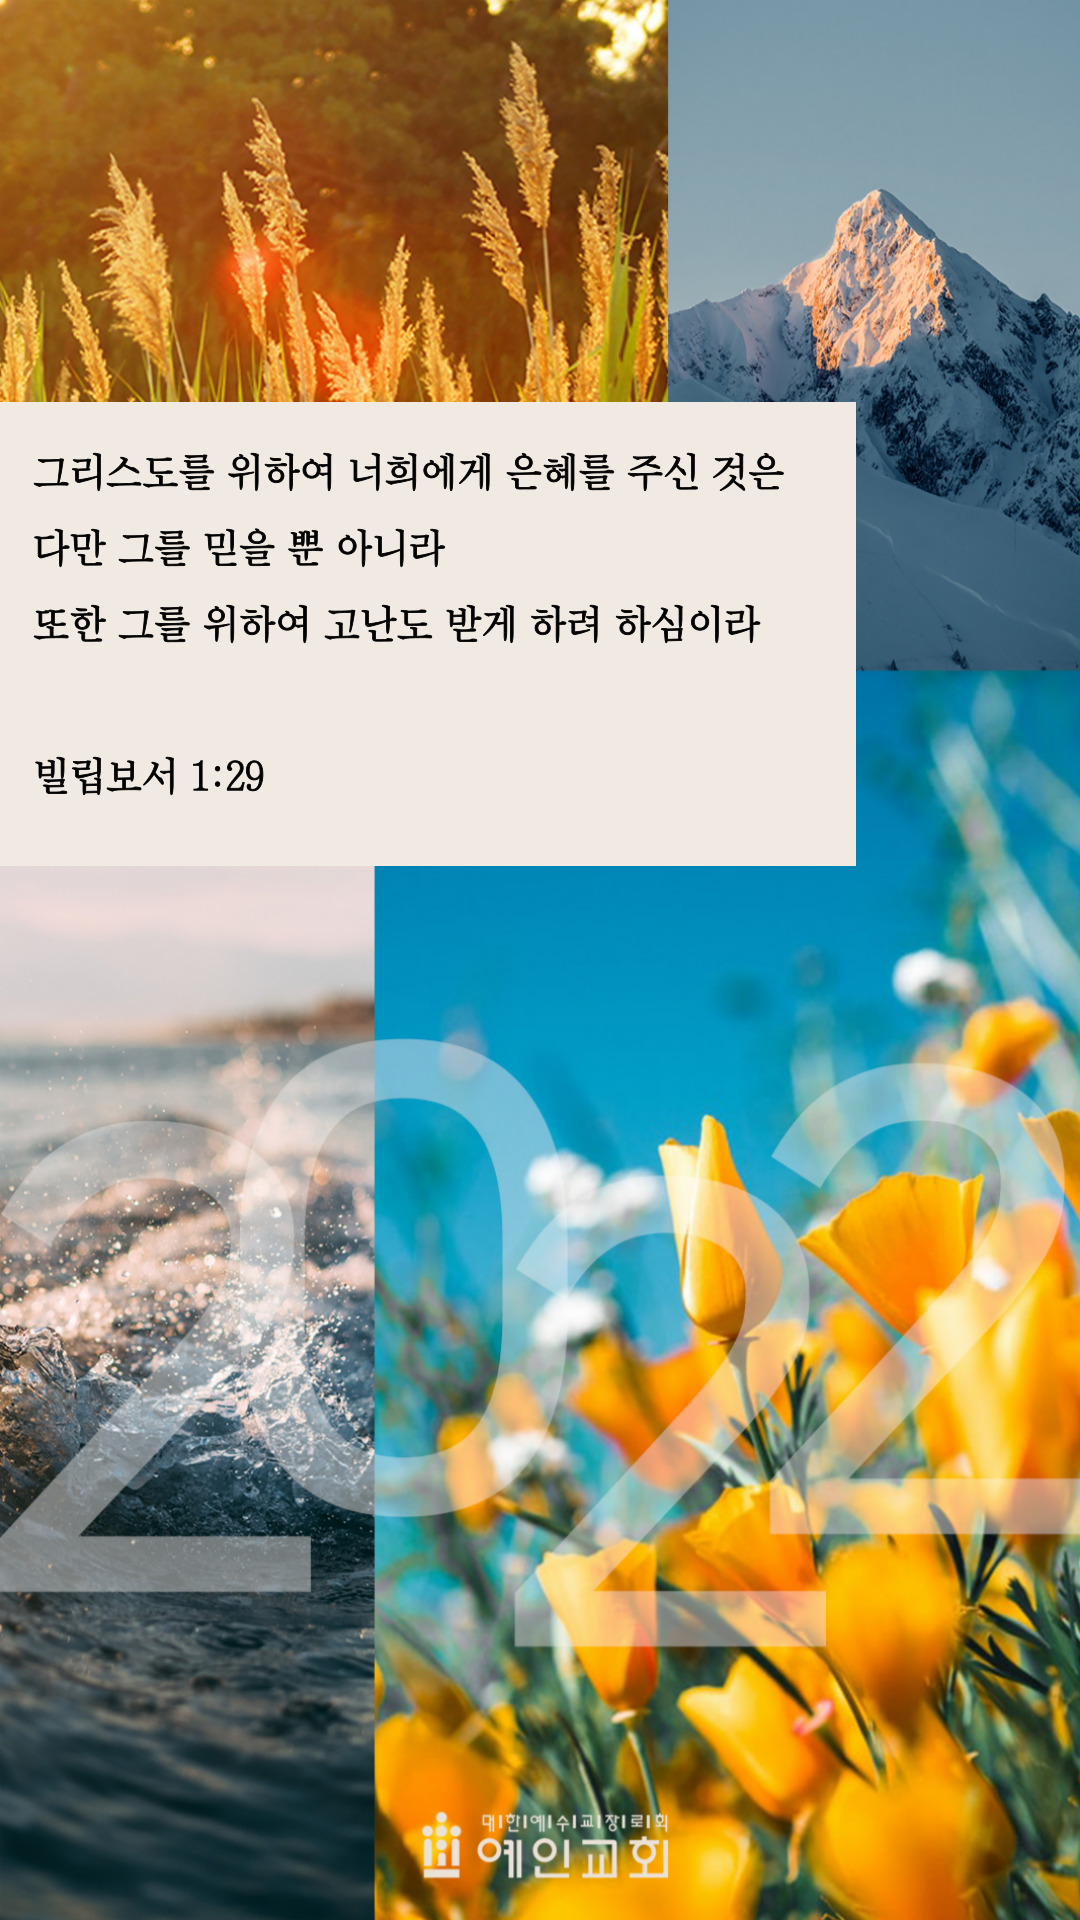 그리스도를 위하여 너희에게 은혜를 주신 것은
다만 그를 믿을 뿐 아니라
또한 그를 위하여 고난도 받게 하려 하심이라
빌립보서 1:29
2022
대한예수교장로회
예인교회